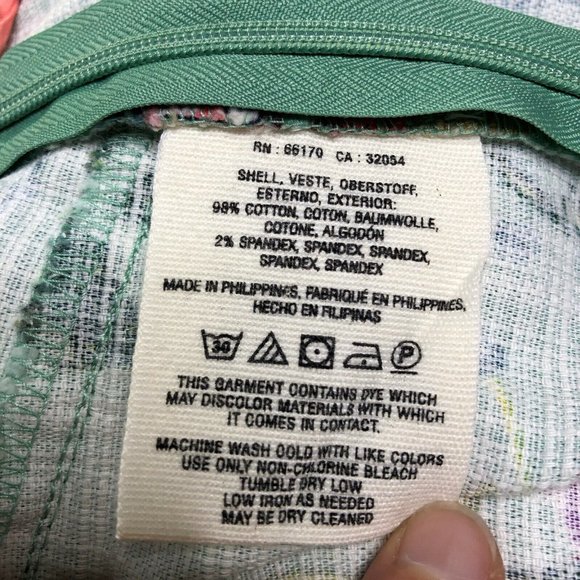 RN : 66170 CA : 32054
SHELL, VESTE, OBERSTOFF,
ESTERNO, EXTERIOR:
98% COTTON, COTON, BAUMWOLLE,
COTONE, ALGODÓN
2% SPANDEX, SPANDEX, SPANDEX,
SPANDEX, SPANDEX
MADE IN PHILIPPINES, FABRIQUÉ EN PHILIPPINES,
HECHO EN FILIPINAS
30 P
THIS GARMENT CONTAINS DYE WHICH
MAY DISCOLOR MATERIALS WITH WHICH
IT COMES IN CONTACT.
MACHINE WASH COLD WITH LIKE COLORS
USE ONLY NON-CHLORINE BLEACH
TUMBLE DRY LOW
LOW IRON AS NEEDED
MAY BE DRY CLEANED